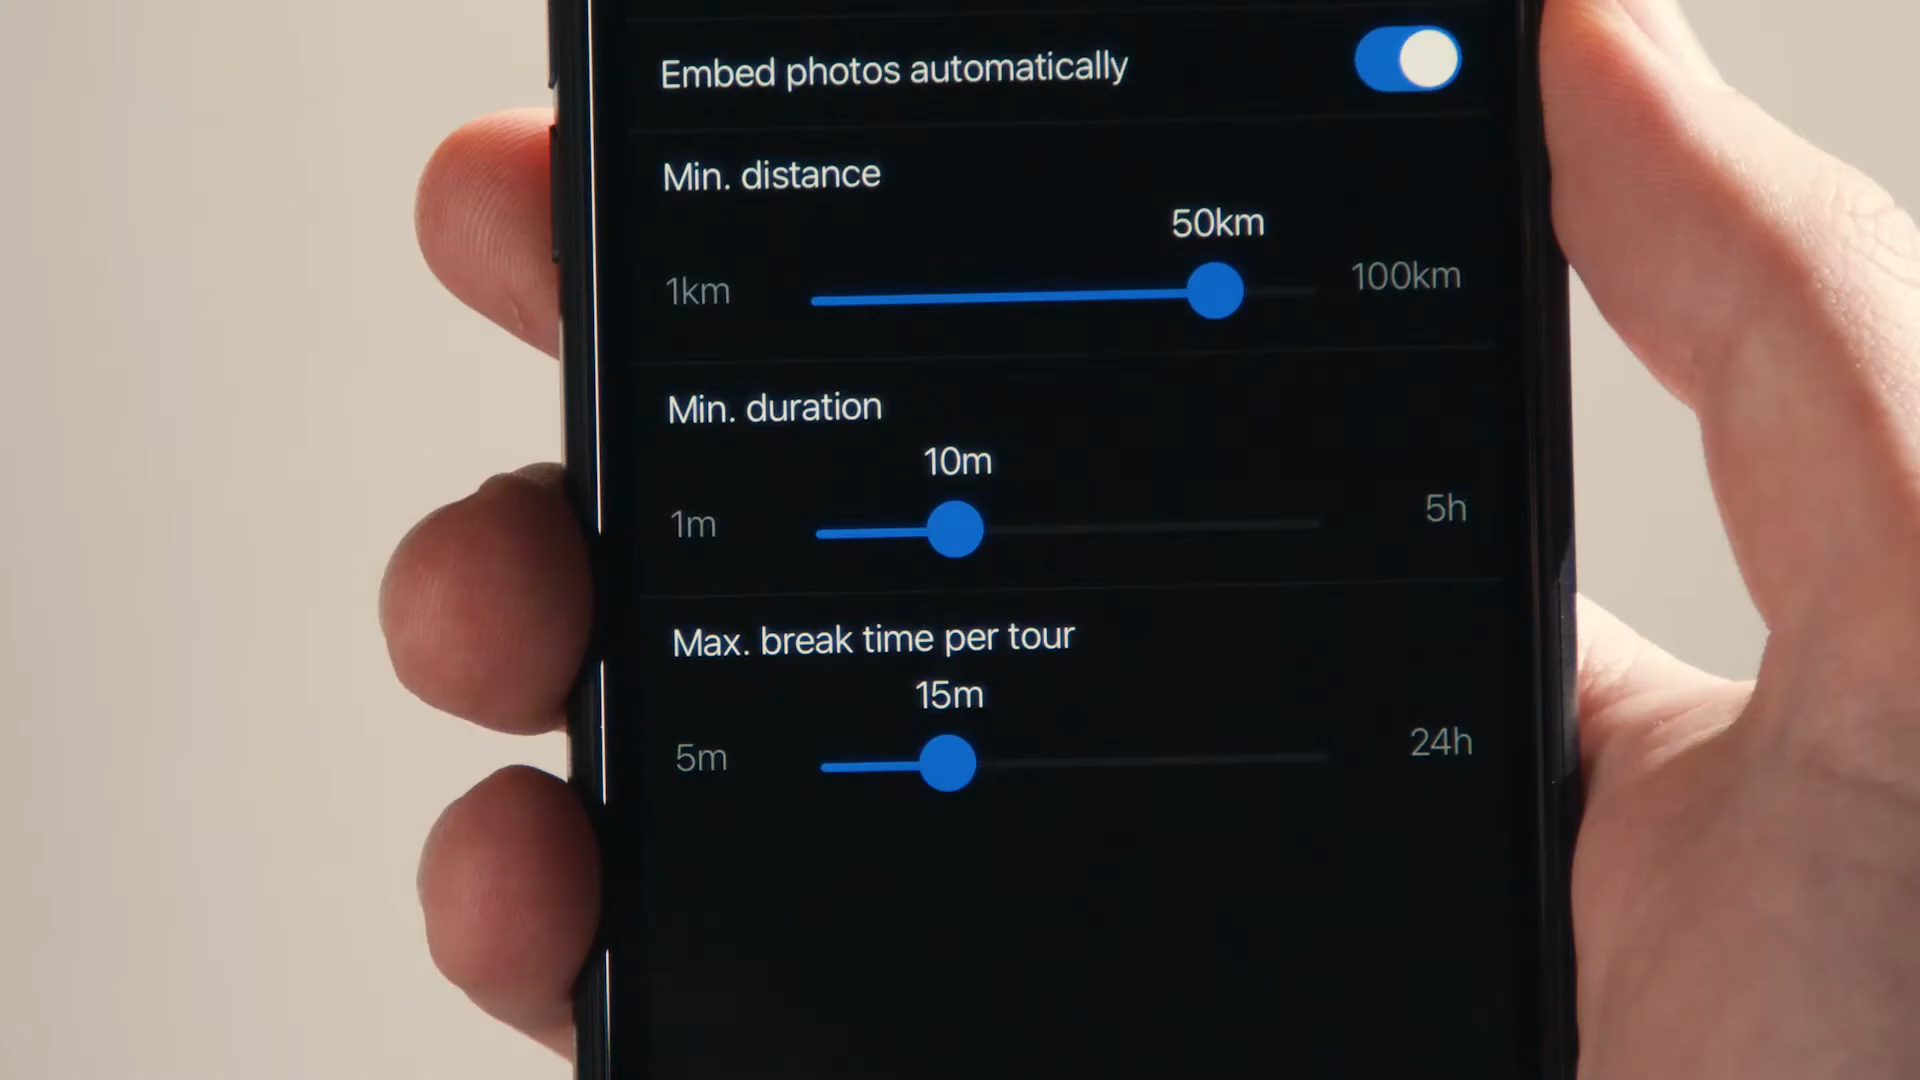 Embed photos automatically
Min. distance
50km
1km 100km
Min. duration
10m
1m 5h
Max. break time per tour
15m
5m 24h